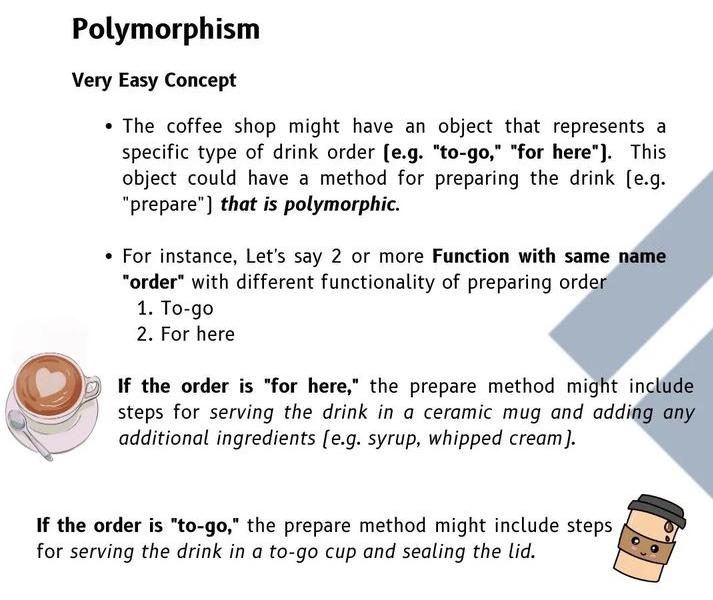 Polymorphism
Very Easy Concept
• The coffee shop might have an object that represents a
specific type of drink order (e.g. "to-go," "for here"). This
object could have a method for preparing the drink (e.g.
"prepare") that is polymorphic.
• For instance, Let's say 2 or more Function with same name
"order" with different functionality of preparing order
1. To-go
2. For here
If the order is "for here," the prepare method might include
steps for serving the drink in a ceramic mug and adding any
additional ingredients (e.g. syrup, whipped cream).
If the order is "to-go," the prepare method might include steps
for serving the drink in a to-go cup and sealing the lid.